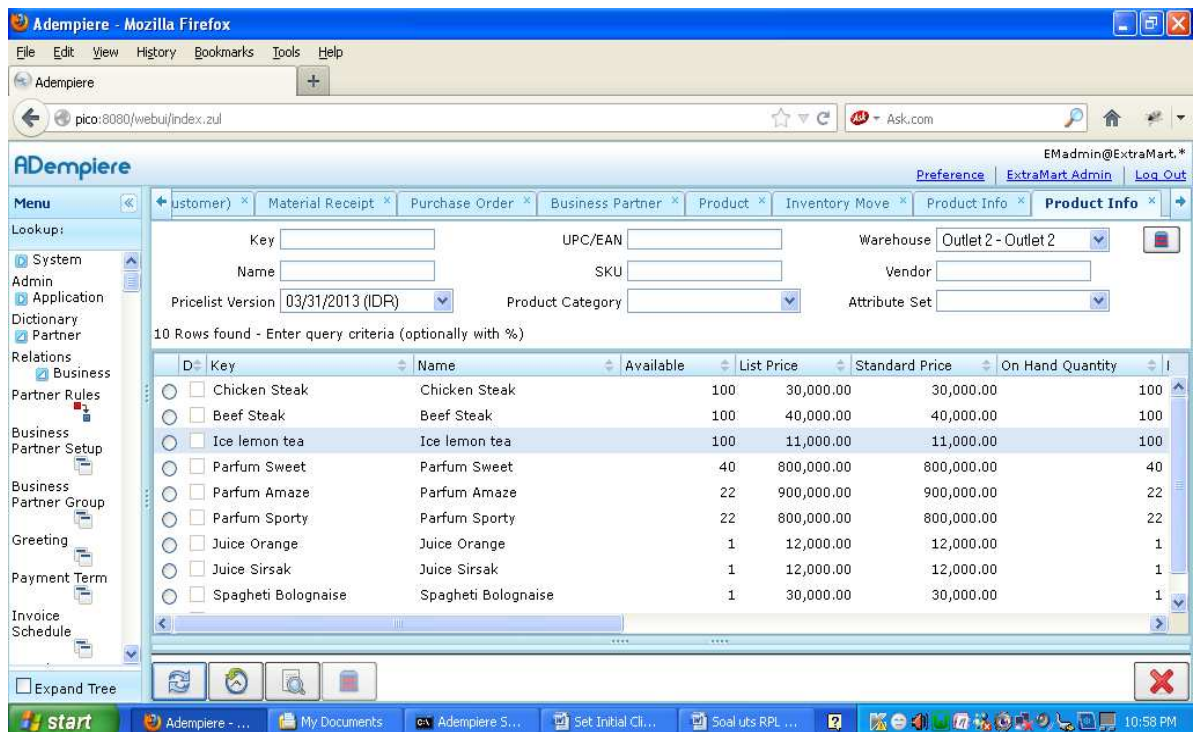 Adempiere - Mozilla Firefox
File Edit View History Bookmarks Tools Help
Adempiere
pico:8080/webui/index.zul
Ask.com
ADempiere
EMadmin@ExtraMart.*
Preference ExtraMart Admin Log Out
Menu
ustomer) Material Receipt Purchase Order Business Partner Product Inventory Move Product Info Product Info
Lookup:
System
Admin
Application
Dictionary
Partner
Relations
Business
Partner Rules
Business
Partner Setup
Business
Partner Group
Greeting
Payment Term
Invoice
Schedule
Expand Tree
Key UPC/EAN Warehouse Outlet 2 - Outlet 2
Name SKU Vendor
Pricelist Version 03/31/2013 (IDR) Product Category Attribute Set
10 Rows found - Enter query criteria (optionally with %)
D Key Name Available List Price Standard Price On Hand Quantity
Chicken Steak Chicken Steak 100 30,000.00 30,000.00 100
Beef Steak Beef Steak 100 40,000.00 40,000.00 100
Ice lemon tea Ice lemon tea 100 11,000.00 11,000.00 100
Parfum Sweet Parfum Sweet 40 800,000.00 800,000.00 40
Parfum Amaze Parfum Amaze 22 900,000.00 900,000.00 22
Parfum Sporty Parfum Sporty 22 800,000.00 800,000.00 22
Juice Orange Juice Orange 1 12,000.00 12,000.00 1
Juice Sirsak Juice Sirsak 1 12,000.00 12,000.00 1
Spagheti Bolognaise Spagheti Bolognaise 1 30,000.00 30,000.00 1
start Adempiere - ... My Documents Adempiere S... Set Initial Cli... Soal uts RPL ... 10:58 PM